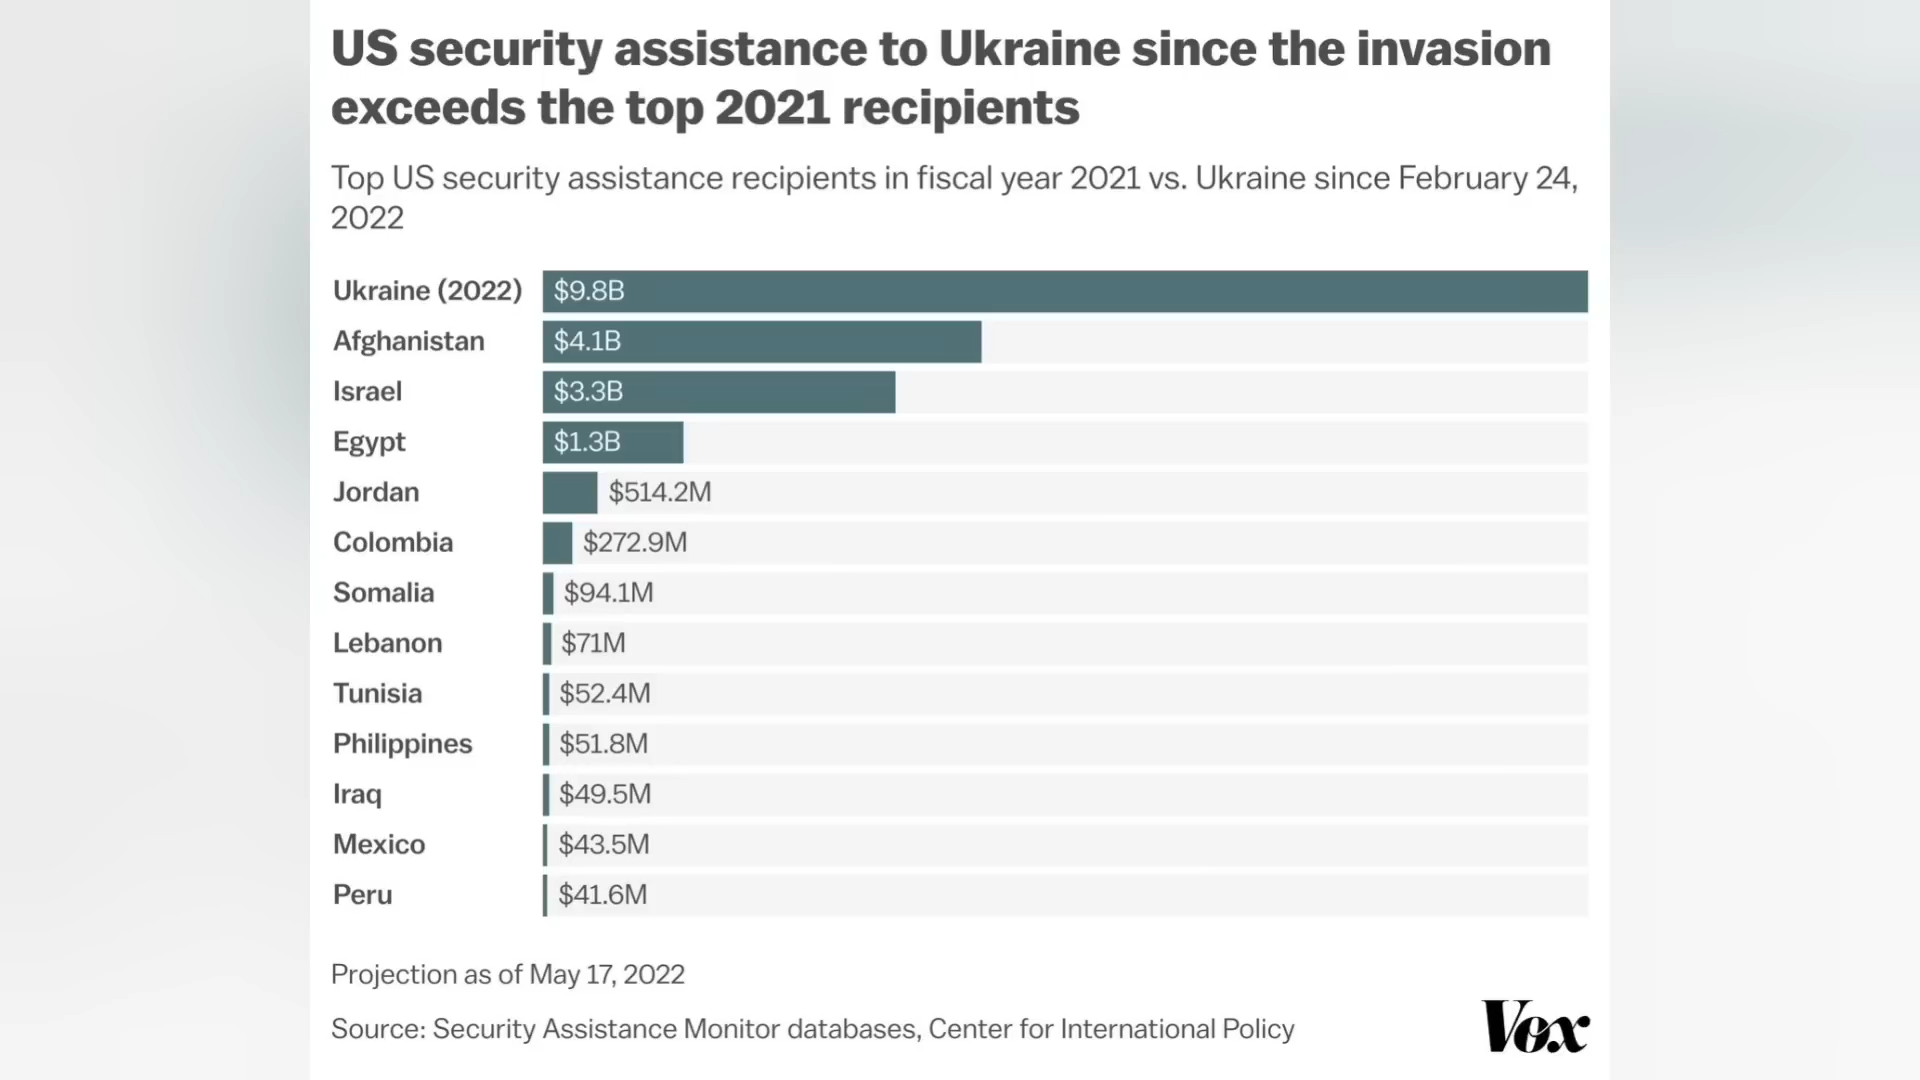 US security assistance to Ukraine since the invasion
exceeds the top 2021 recipients
Top US security assistance recipients in fiscal year 2021 vs. Ukraine since February 24,
2022
Ukraine (2022) $9.8B
Afghanistan $4.1B
Israel $3.3B
Egypt $1.3B
Jordan $514.2M
Colombia $272.9M
Somalia $94.1M
Lebanon $71M
Tunisia $52.4M
Philippines $51.8M
Iraq $49.5M
Mexico $43.5M
Peru $41.6M
Projection as of May 17, 2022
Source: Security Assistance Monitor databases, Center for International Policy
Vox